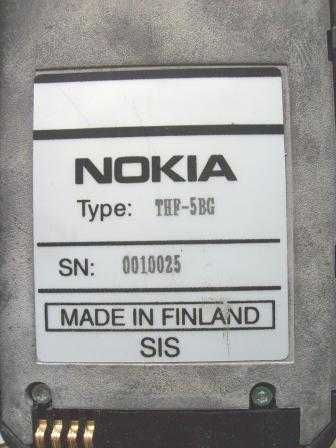 NOKIA
Type: THF-5BG
SN: 0010025
MADE IN FINLAND
SIS